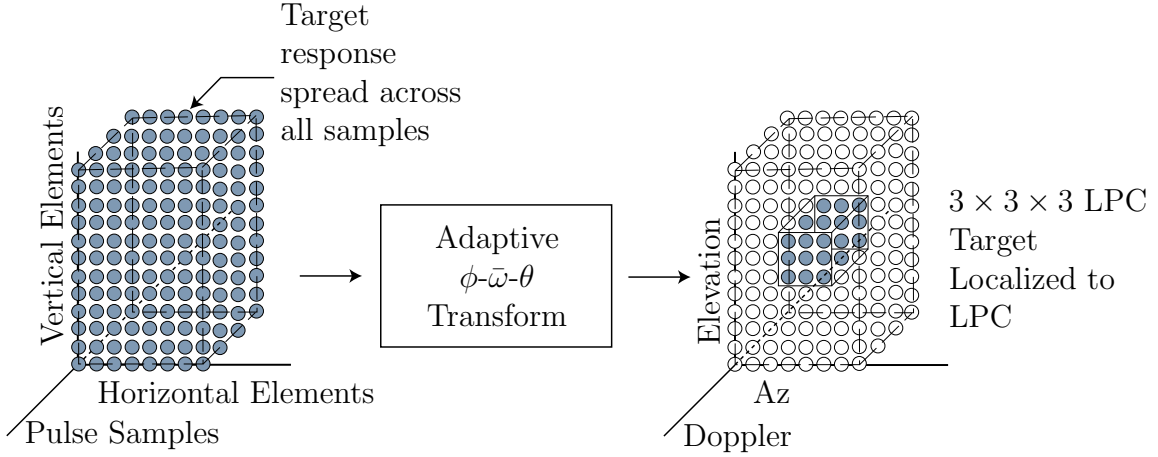 Target
response
spread across
all samples
Vertical Elements
Horizontal Elements
Pulse Samples
Adaptive
ϕ-ω̄-θ
Transform
Elevation
Az
Doppler
3 × 3 × 3 LPC
Target
Localized to
LPC